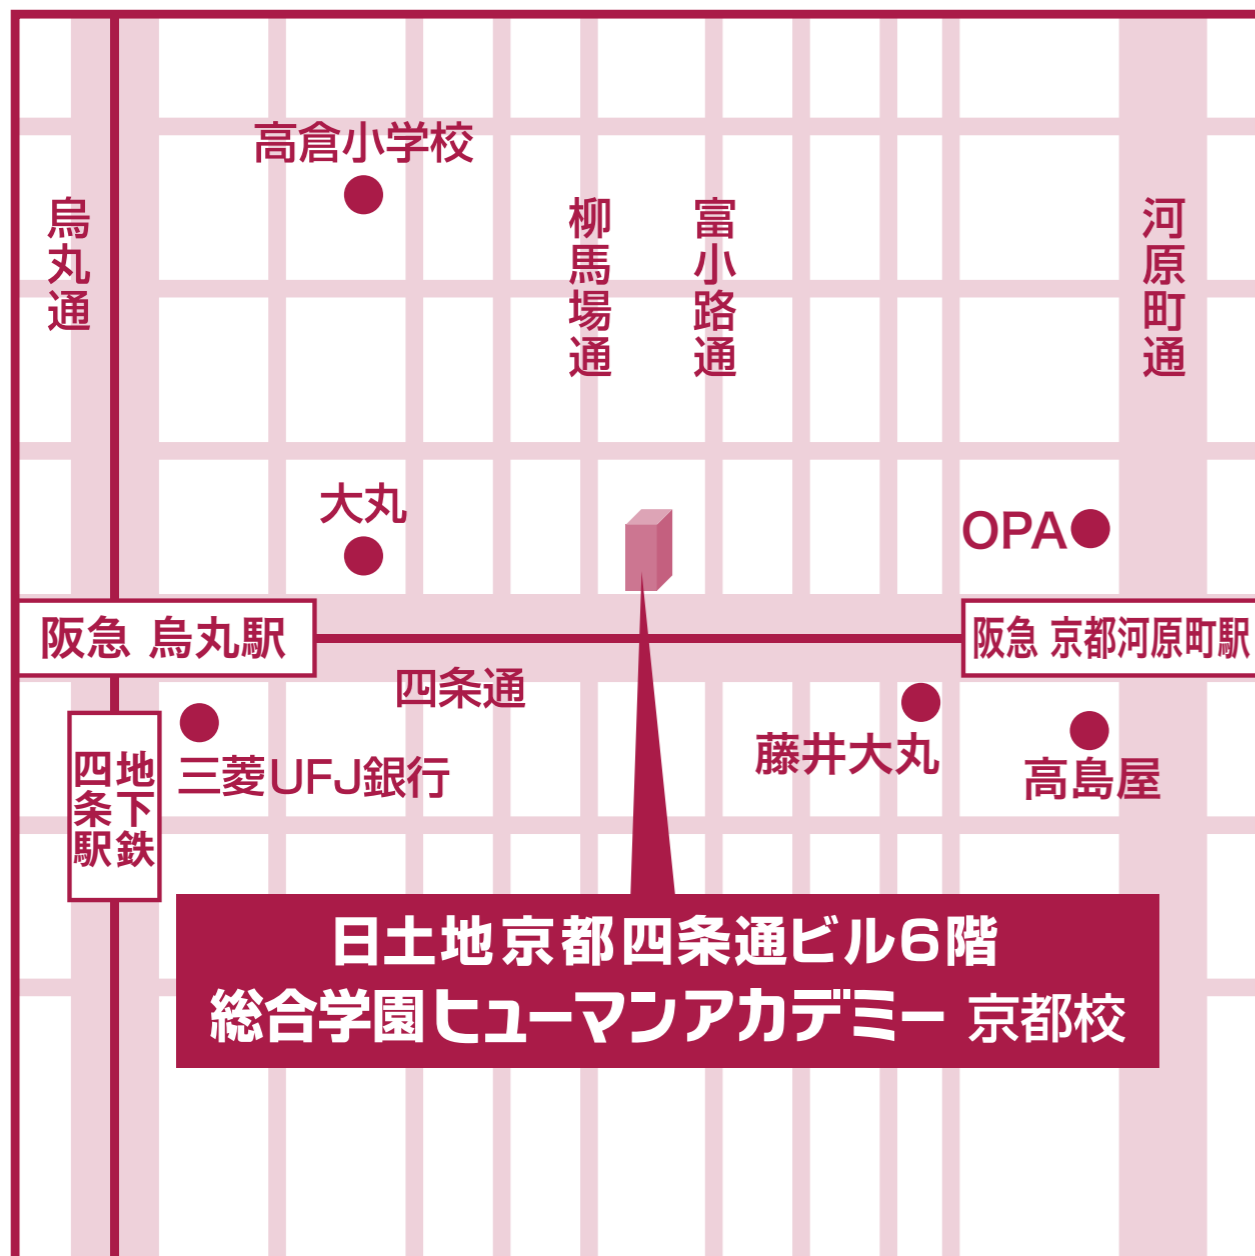 高倉小学校
烏丸通
柳馬場通
富小路通
河原町通
大丸
OPA
阪急 烏丸駅
阪急 京都河原町駅
四条通
地下鉄
四条駅
三菱UFJ銀行
藤井大丸
高島屋
日土地京都四条通ビル6階
総合学園ヒューマンアカデミー 京都校